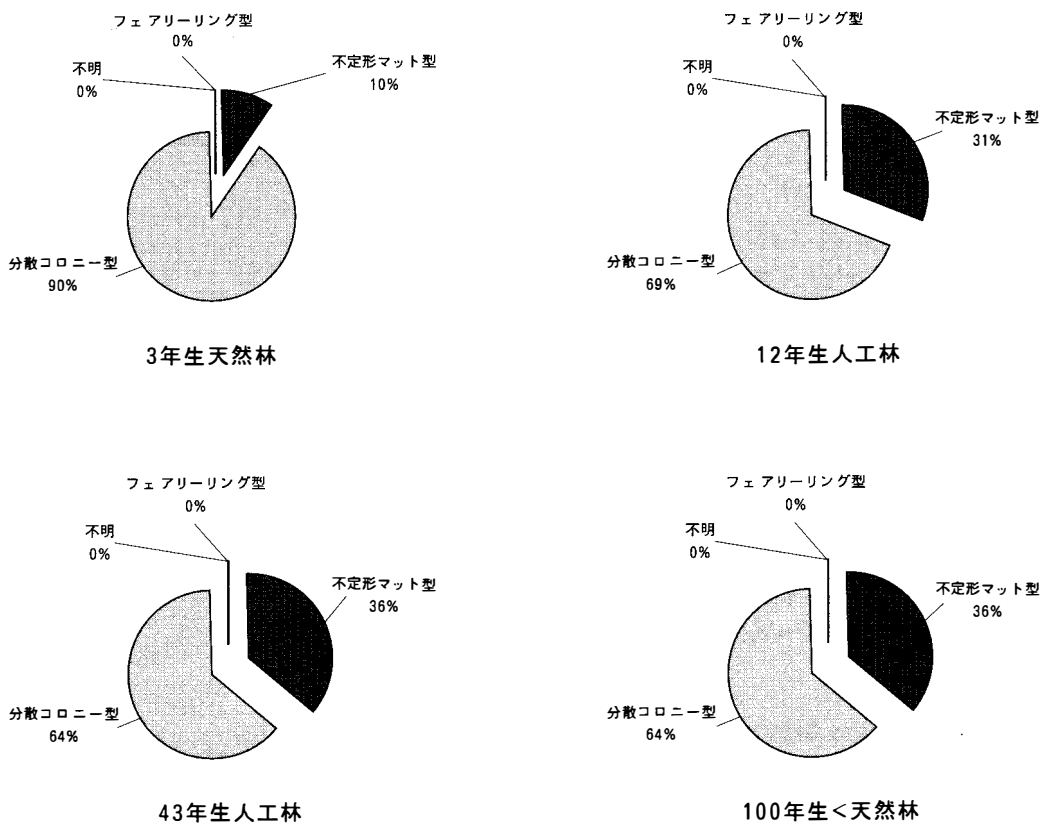 フェアリーリング型
0%
不明
0%
不定形マット型
10%
分散コロニー型
90%
3年生天然林
フェアリーリング型
0%
不明
0%
不定形マット型
31%
分散コロニー型
69%
12年生人工林
フェアリーリング型
0%
不明
0%
不定形マット型
36%
分散コロニー型
64%
43年生人工林
フェアリーリング型
0%
不明
0%
不定形マット型
36%
分散コロニー型
64%
100年生<天然林